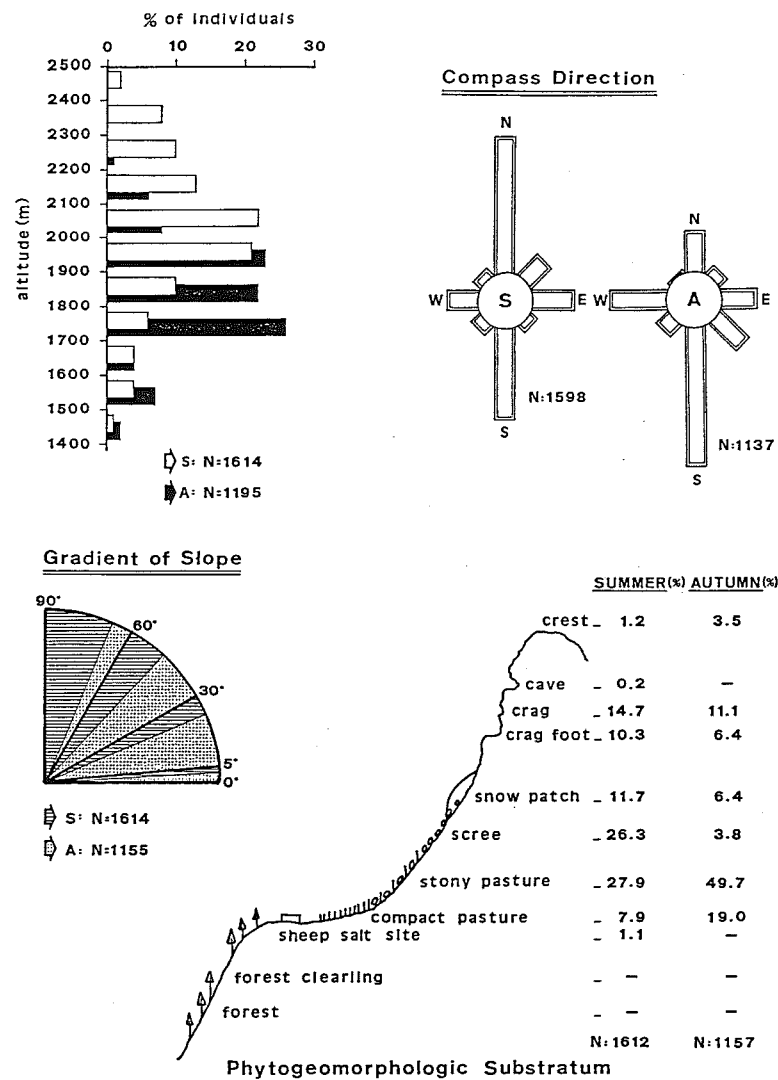 % of Individuals
0 10 20 30
2500
2400
2300
2200
2100
2000
1900
1800
1700
1600
1500
1400
altitude (m)
S: N=1614
A: N=1195
Compass Direction
N
W S E
S
N:1598
N
W A E
S
N:1137
Gradient of Slope
90°
60°
30°
5°
0°
S: N=1614
A: N=1155
SUMMER(%) AUTUMN(%)
crest - 1.2 3.5
cave - 0.2 –
crag - 14.7 11.1
crag foot - 10.3 6.4
snow patch - 11.7 6.4
scree - 26.3 3.8
stony pasture - 27.9 49.7
compact pasture - 7.9 19.0
sheep salt site - 1.1 –
forest clearling - – –
forest - – –
N:1612 N:1157
Phytogeomorphologic Substratum